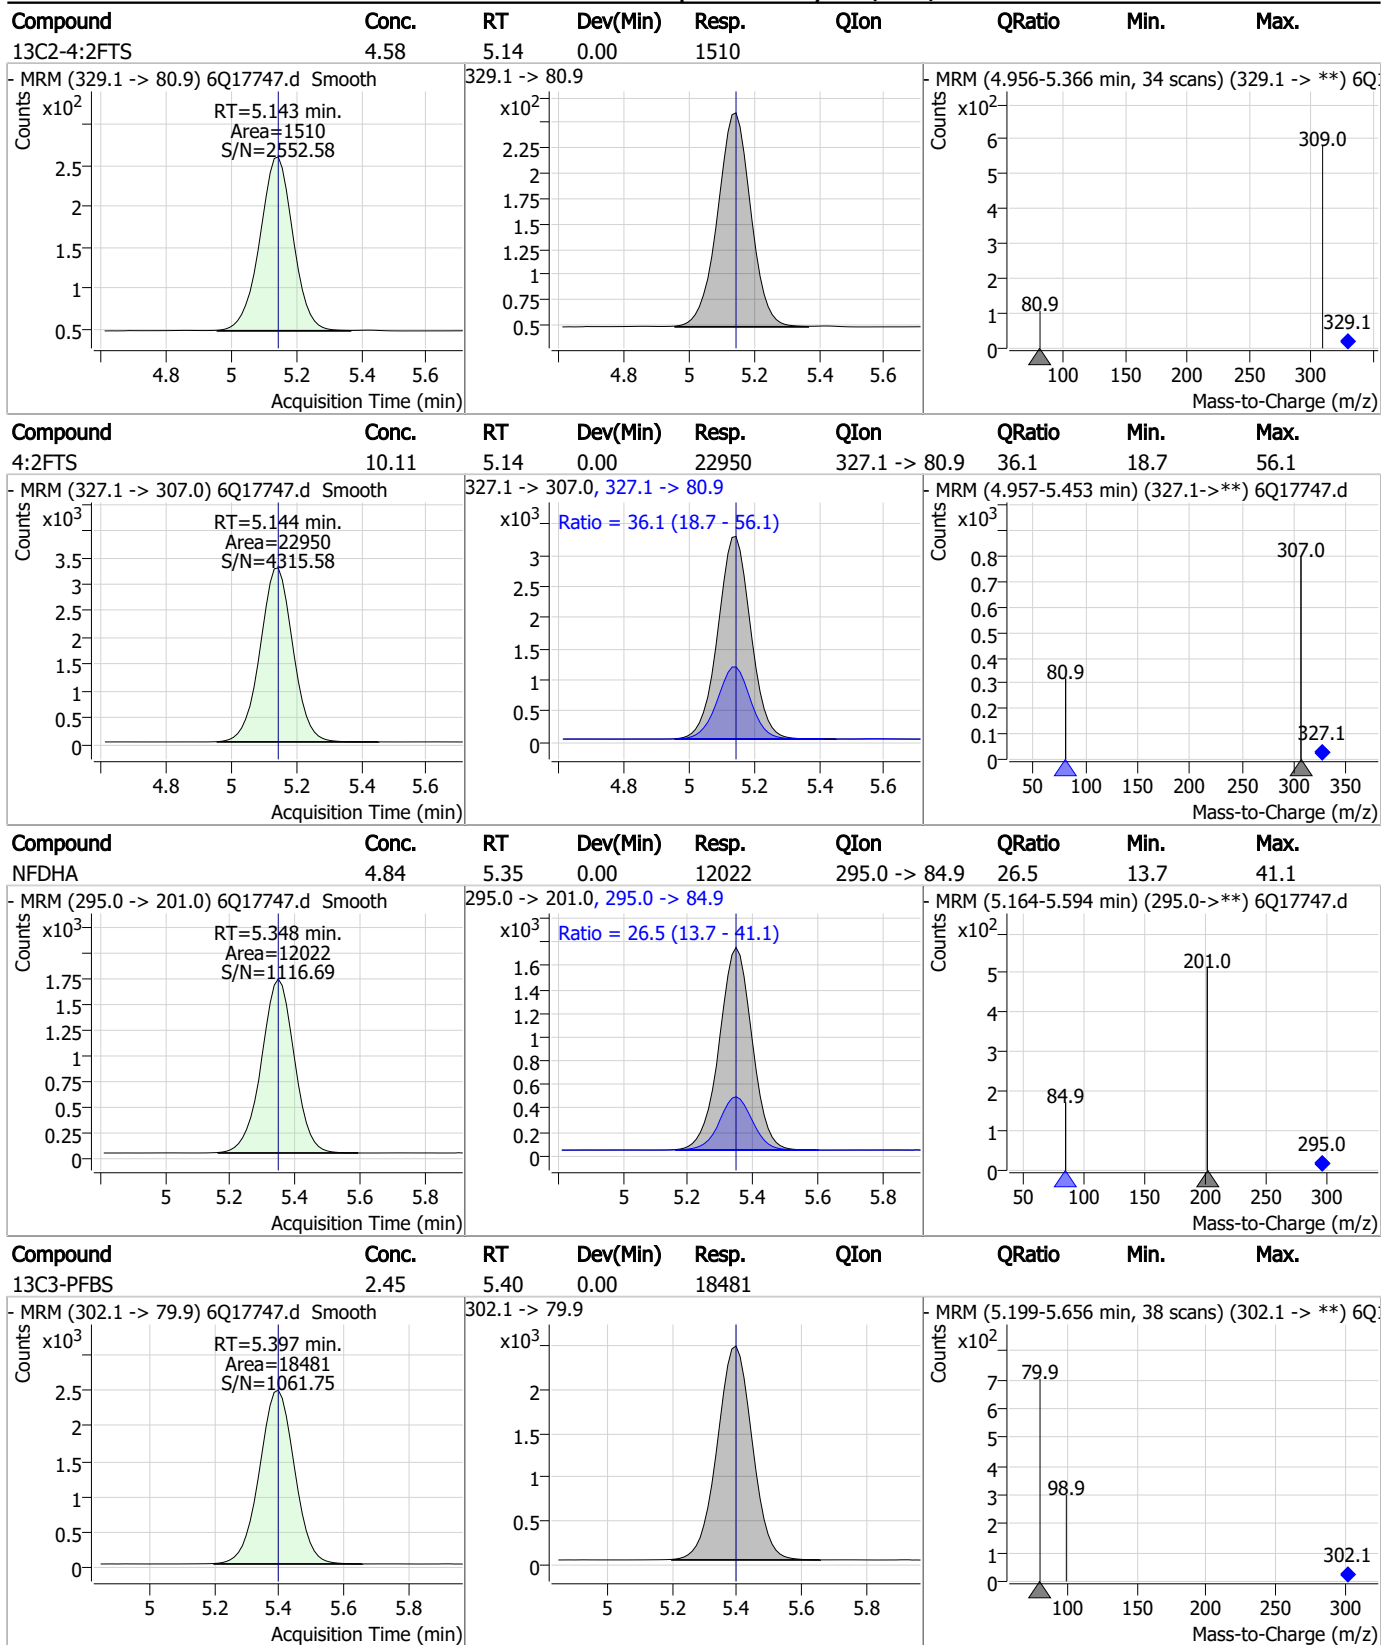 Compound Conc. RT Dev(Min) Resp. QIon QRatio Min. Max.
13C2-4:2FTS 4.58 5.14 0.00 1510
- MRM (329.1 -> 80.9) 6Q17747.d Smooth
Counts
x10²
RT=5.143 min.
Area=1510
S/N=2552.58
2.5
2
1.5
1
0.5
4.8 5 5.2 5.4 5.6
Acquisition Time (min)
329.1 -> 80.9
x10²
2.25
2
1.75
1.5
1.25
1
0.75
0.5
4.8 5 5.2 5.4 5.6
- MRM (4.956-5.366 min, 34 scans) (329.1 -> **) 6Q1
Counts
x10²
309.0
6
5
4
3
2
80.9
1
329.1
0
100 150 200 250 300
Mass-to-Charge (m/z)
Compound Conc. RT Dev(Min) Resp. QIon QRatio Min. Max.
4:2FTS 10.11 5.14 0.00 22950 327.1 -> 80.9 36.1 18.7 56.1
- MRM (327.1 -> 307.0) 6Q17747.d Smooth
Counts
x10³
RT=5.144 min.
Area=22950
S/N=4315.58
3.5
3
2.5
2
1.5
1
0.5
0
4.8 5 5.2 5.4 5.6
Acquisition Time (min)
327.1 -> 307.0, 327.1 -> 80.9
x10³
Ratio = 36.1 (18.7 - 56.1)
3
2.5
2
1.5
1
0.5
0
4.8 5 5.2 5.4 5.6
- MRM (4.957-5.453 min) (327.1->**) 6Q17747.d
Counts
x10³
307.0
0.8
0.7
0.6
0.5
0.4
80.9
0.3
0.2
0.1
327.1
0
50 100 150 200 250 300 350
Mass-to-Charge (m/z)
Compound Conc. RT Dev(Min) Resp. QIon QRatio Min. Max.
NFDHA 4.84 5.35 0.00 12022 295.0 -> 84.9 26.5 13.7 41.1
- MRM (295.0 -> 201.0) 6Q17747.d Smooth
Counts
x10³
RT=5.348 min.
Area=12022
S/N=1116.69
1.75
1.5
1.25
1
0.75
0.5
0.25
0
5 5.2 5.4 5.6 5.8
Acquisition Time (min)
295.0 -> 201.0, 295.0 -> 84.9
x10³
Ratio = 26.5 (13.7 - 41.1)
1.6
1.4
1.2
1
0.8
0.6
0.4
0.2
0
5 5.2 5.4 5.6 5.8
- MRM (5.164-5.594 min) (295.0->**) 6Q17747.d
Counts
x10²
201.0
5
4
3
2
84.9
1
295.0
0
50 100 150 200 250 300
Mass-to-Charge (m/z)
Compound Conc. RT Dev(Min) Resp. QIon QRatio Min. Max.
13C3-PFBS 2.45 5.40 0.00 18481
- MRM (302.1 -> 79.9) 6Q17747.d Smooth
Counts
x10³
RT=5.397 min.
Area=18481
S/N=1061.75
2.5
2
1.5
1
0.5
0
5 5.2 5.4 5.6 5.8
Acquisition Time (min)
302.1 -> 79.9
x10³
2
1.5
1
0.5
0
5 5.2 5.4 5.6 5.8
- MRM (5.199-5.656 min, 38 scans) (302.1 -> **) 6Q1
Counts
x10²
79.9
7
6
5
4
98.9
3
2
1
302.1
0
100 150 200 250 300
Mass-to-Charge (m/z)